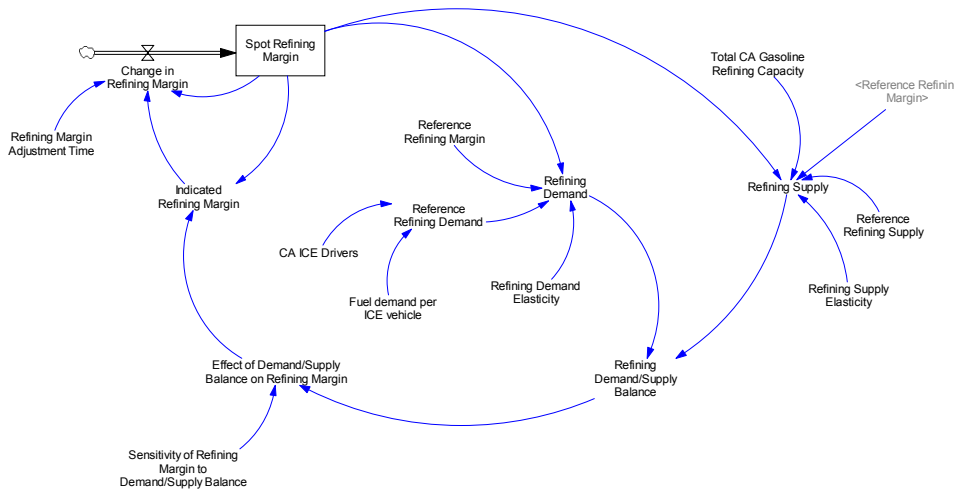 Spot Refining
Margin
Change in
Refining Margin
Refining Margin
Adjustment Time
Indicated
Refining Margin
Total CA Gasoline
Refining Capacity
<Reference Refinin
Margin>
Reference
Refining Margin
Refining
Demand
Refining Supply
Reference
Refining Demand
Reference
Refining Supply
CA ICE Drivers
Fuel demand per
ICE vehicle
Refining Demand
Elasticity
Refining Supply
Elasticity
Effect of Demand/Supply
Balance on Refining Margin
Refining
Demand/Supply
Balance
Sensitivity of Refining
Margin to
Demand/Supply Balance